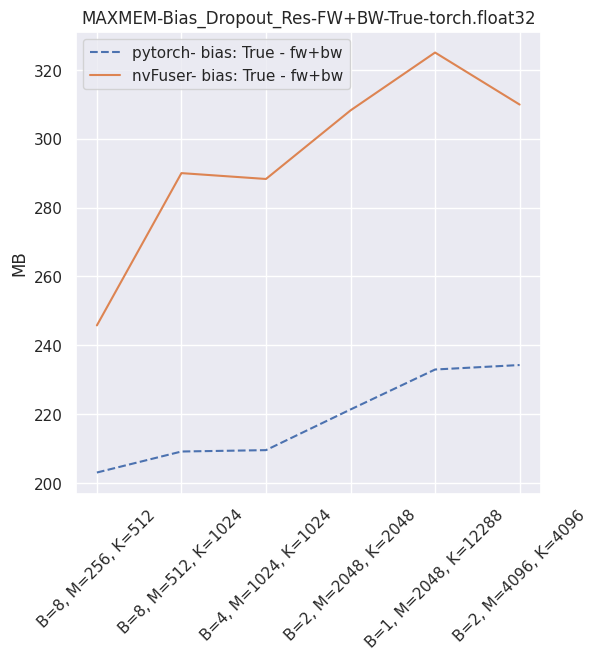 MAXMEM-Bias_Dropout_Res-FW+BW-True-torch.float32
pytorch- bias: True - fw+bw
nvFuser- bias: True - fw+bw
MB
320
300
280
260
240
220
200
B=8, M=256, K=512
B=8, M=512, K=1024
B=4, M=1024, K=1024
B=2, M=2048, K=2048
B=1, M=2048, K=12288
B=2, M=4096, K=4096